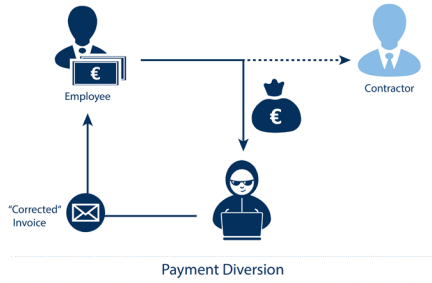 €
Employee
Contractor
€
"Corrected"
Invoice
Payment Diversion